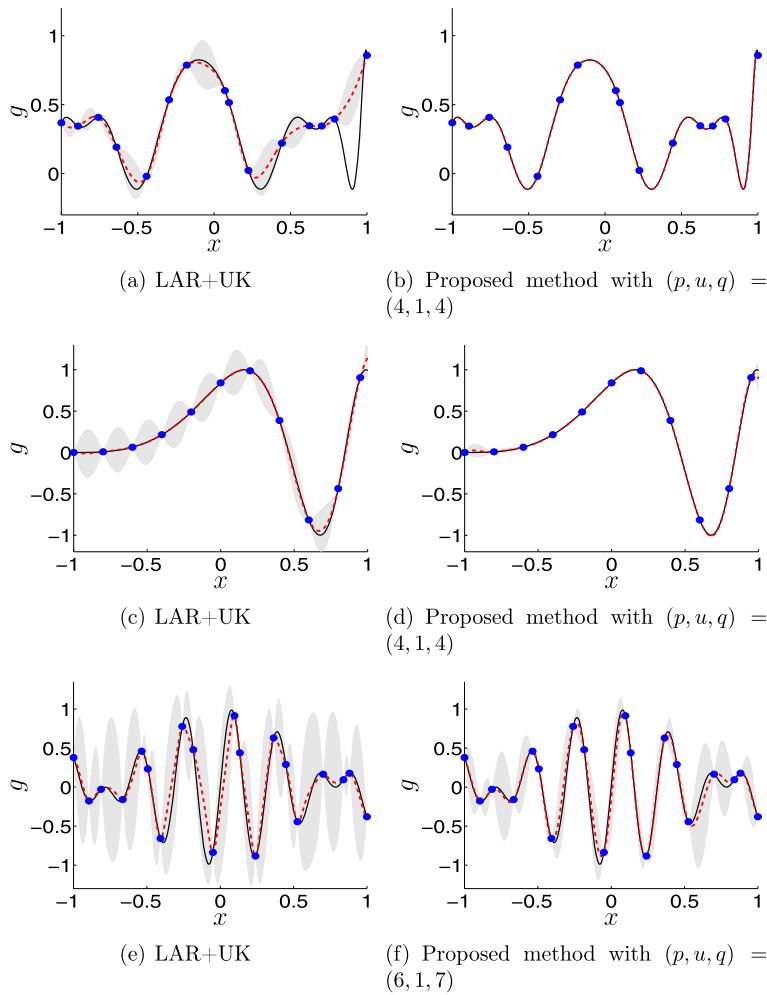 1
0.5
0
g
−1
−0.5
0
0.5
1
x
1
0.5
0
g
−1
−0.5
0
0.5
1
x
(a) LAR+UK
(b) Proposed method with (p, u, q) =
(4, 1, 4)
1
0.5
0
−0.5
−1
g
−1
−0.5
0
0.5
1
x
1
0.5
0
−0.5
−1
g
−1
−0.5
0
0.5
1
x
(c) LAR+UK
(d) Proposed method with (p, u, q) =
(4, 1, 4)
1
0.5
0
−0.5
−1
g
−1
−0.5
0
0.5
1
x
1
0.5
0
−0.5
−1
g
−1
−0.5
0
0.5
1
x
(e) LAR+UK
(f) Proposed method with (p, u, q) =
(6, 1, 7)